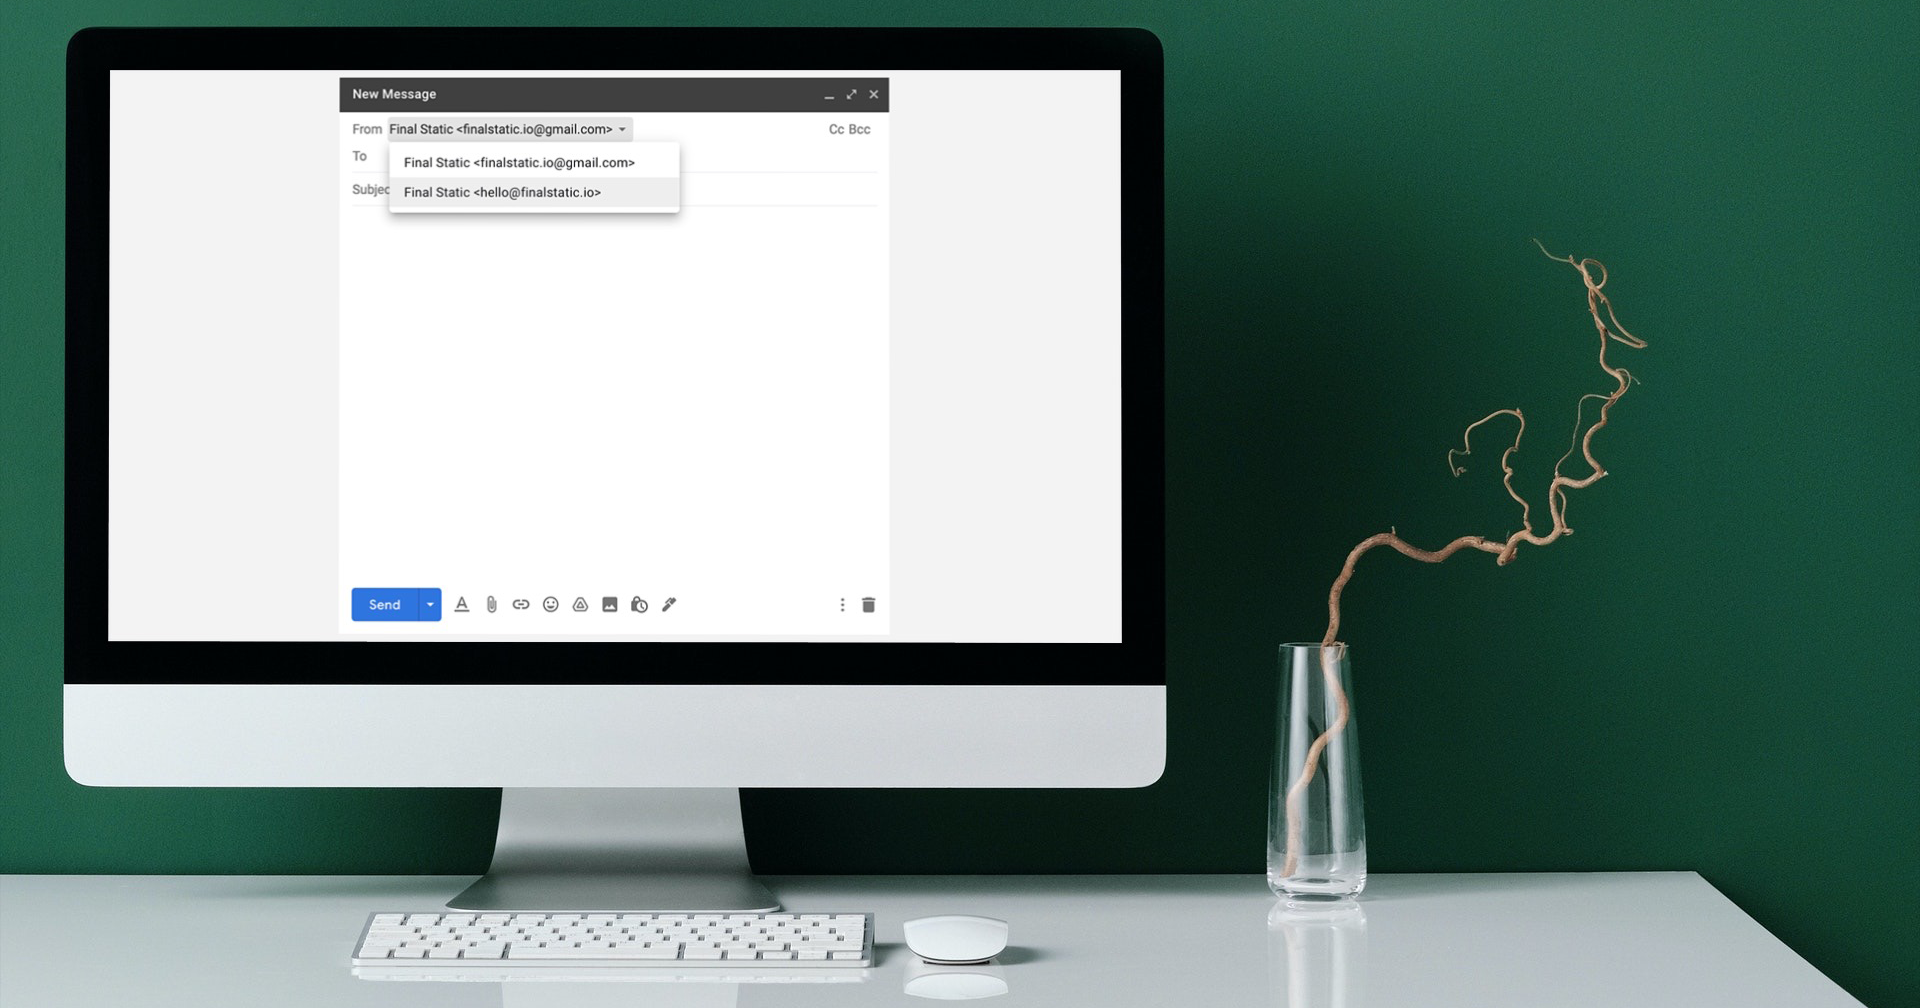 New Message
From Final Static <finalstatic.io@gmail.com> Cc Bcc
To
Final Static <finalstatic.io@gmail.com>
Subjec
Final Static <hello@finalstatic.io>
Send